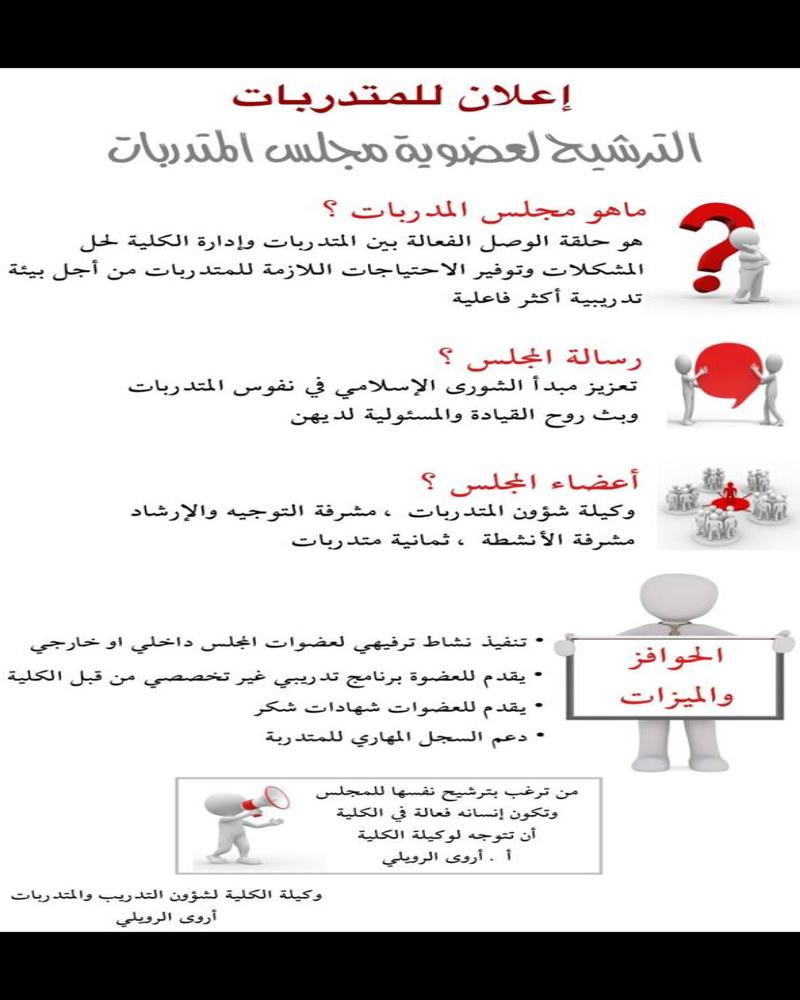 إعلان للمتدربات
الترشيح لعضوية مجلس المتدربات
ماهو مجلس المدربات ؟
هو حلقة الوصل الفعالة بين المتدربات وإدارة الكلية لحل
المشكلات وتوفير الاحتياجات اللازمة للمتدربات من أجل بيئة
تدريبية أكثر فاعلية
رسالة المجلس ؟
تعزيز مبدأ الشورى الإسلامي في نفوس المتدربات
وبث روح القيادة والمسئولية لديهن
أعضاء المجلس ؟
وكيلة شؤون المتدربات ، مشرفة التوجيه والإرشاد
مشرفة الأنشطة ، ثمانية متدربات
الحوافز
والميزات
• تنفيذ نشاط ترفيهي لعضوات المجلس داخلي او خارجي
• يقدم للعضوة برنامج تدريبي غير تخصصي من قبل الكلية
• يقدم للعضوات شهادات شكر
• دعم السجل المهاري للمتدربة
من ترغب بترشيح نفسها للمجلس
وتكون إنسانه فعالة في الكلية
أن تتوجه لوكيلة الكلية
أ . أروى الرويلي
وكيلة الكلية لشؤون التدريب والمتدربات
أروى الرويلي